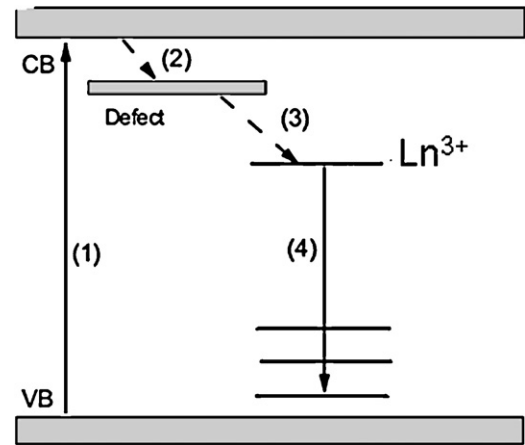 CB
(2)
Defect
(3)
Ln³⁺
(1)
(4)
VB